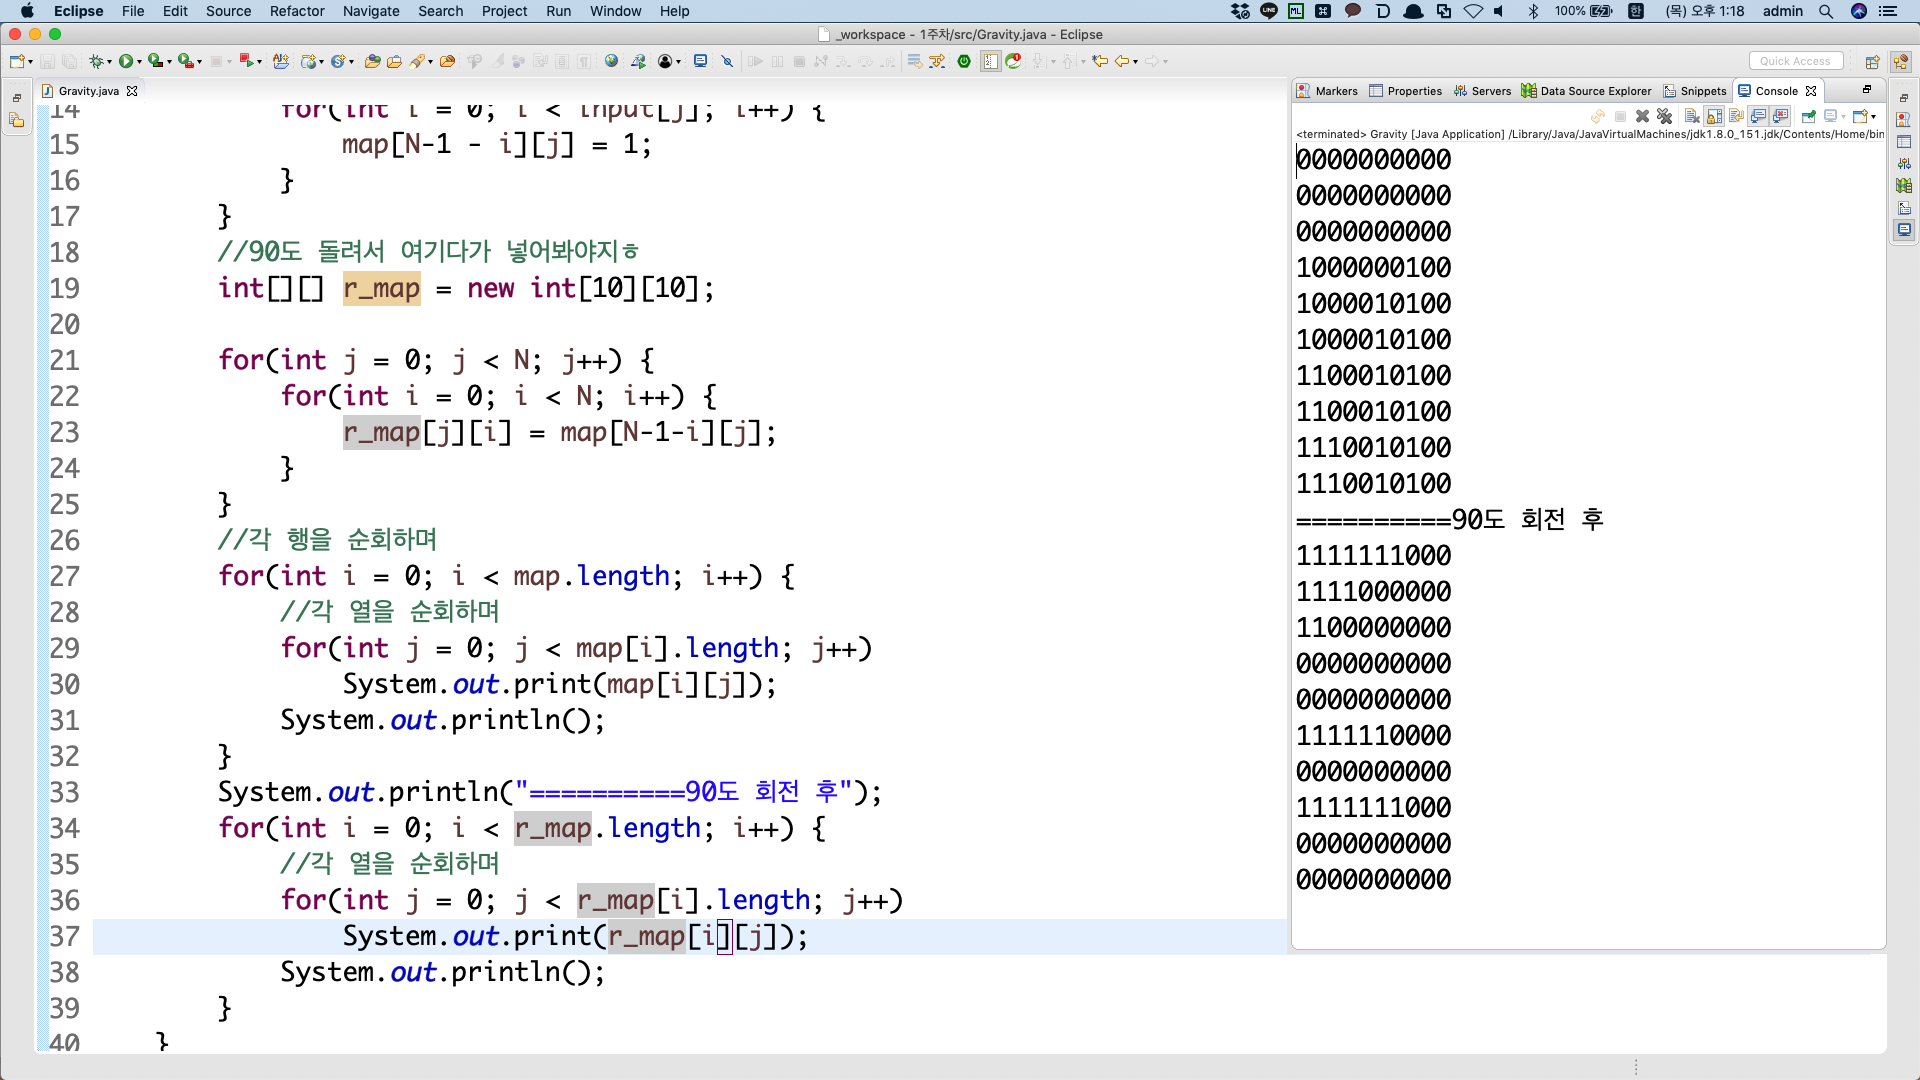 Eclipse File Edit Source Refactor Navigate Search Project Run Window Help 100% 한 (목) 오후 1:18 admin
_workspace - 1주차/src/Gravity.java - Eclipse
Quick Access
Gravity.java
14 for(int i = 0; i < input[j]; i++) {
15 map[N-1 - i][j] = 1;
16 }
17 }
18 //90도 돌려서 여기다가 넣어봐야지ㅎ
19 int[][] r_map = new int[10][10];
20
21 for(int j = 0; j < N; j++) {
22 for(int i = 0; i < N; i++) {
23 r_map[j][i] = map[N-1-i][j];
24 }
25 }
26 //각 행을 순회하며
27 for(int i = 0; i < map.length; i++) {
28 //각 열을 순회하며
29 for(int j = 0; j < map[i].length; j++)
30 System.out.print(map[i][j]);
31 System.out.println();
32 }
33 System.out.println("==========90도 회전 후");
34 for(int i = 0; i < r_map.length; i++) {
35 //각 열을 순회하며
36 for(int j = 0; j < r_map[i].length; j++)
37 System.out.print(r_map[i][j]);
38 System.out.println();
39 }
40 }
Markers Properties Servers Data Source Explorer Snippets Console
<terminated> Gravity [Java Application] /Library/Java/JavaVirtualMachines/jdk1.8.0_151.jdk/Contents/Home/bin
0000000000
0000000000
0000000000
1000000100
1000010100
1000010100
1100010100
1100010100
1110010100
1110010100
==========90도 회전 후
1111111000
1111000000
1100000000
0000000000
0000000000
1111110000
0000000000
1111111000
0000000000
0000000000